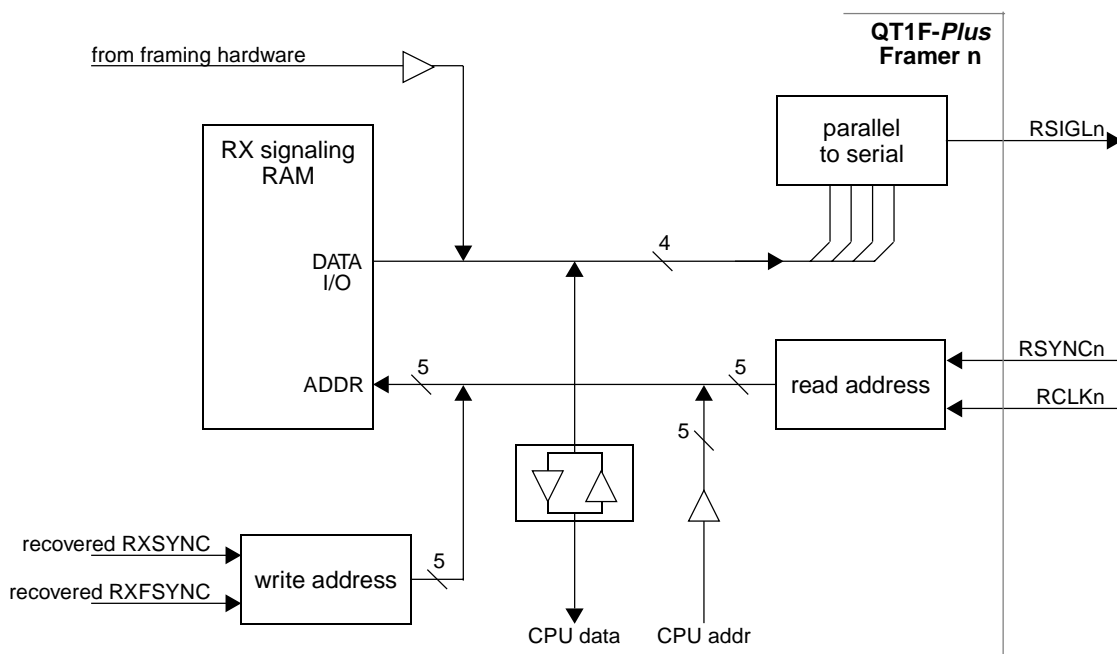 QT1F-Plus
Framer n
from framing hardware
parallel
to serial
RSIGLn
RX signaling
RAM
4
DATA
I/O
RSYNCn
5
5
ADDR
read address
RCLKn
5
recovered RXSYNC
5
write address
recovered RXFSYNC
CPU data
CPU addr